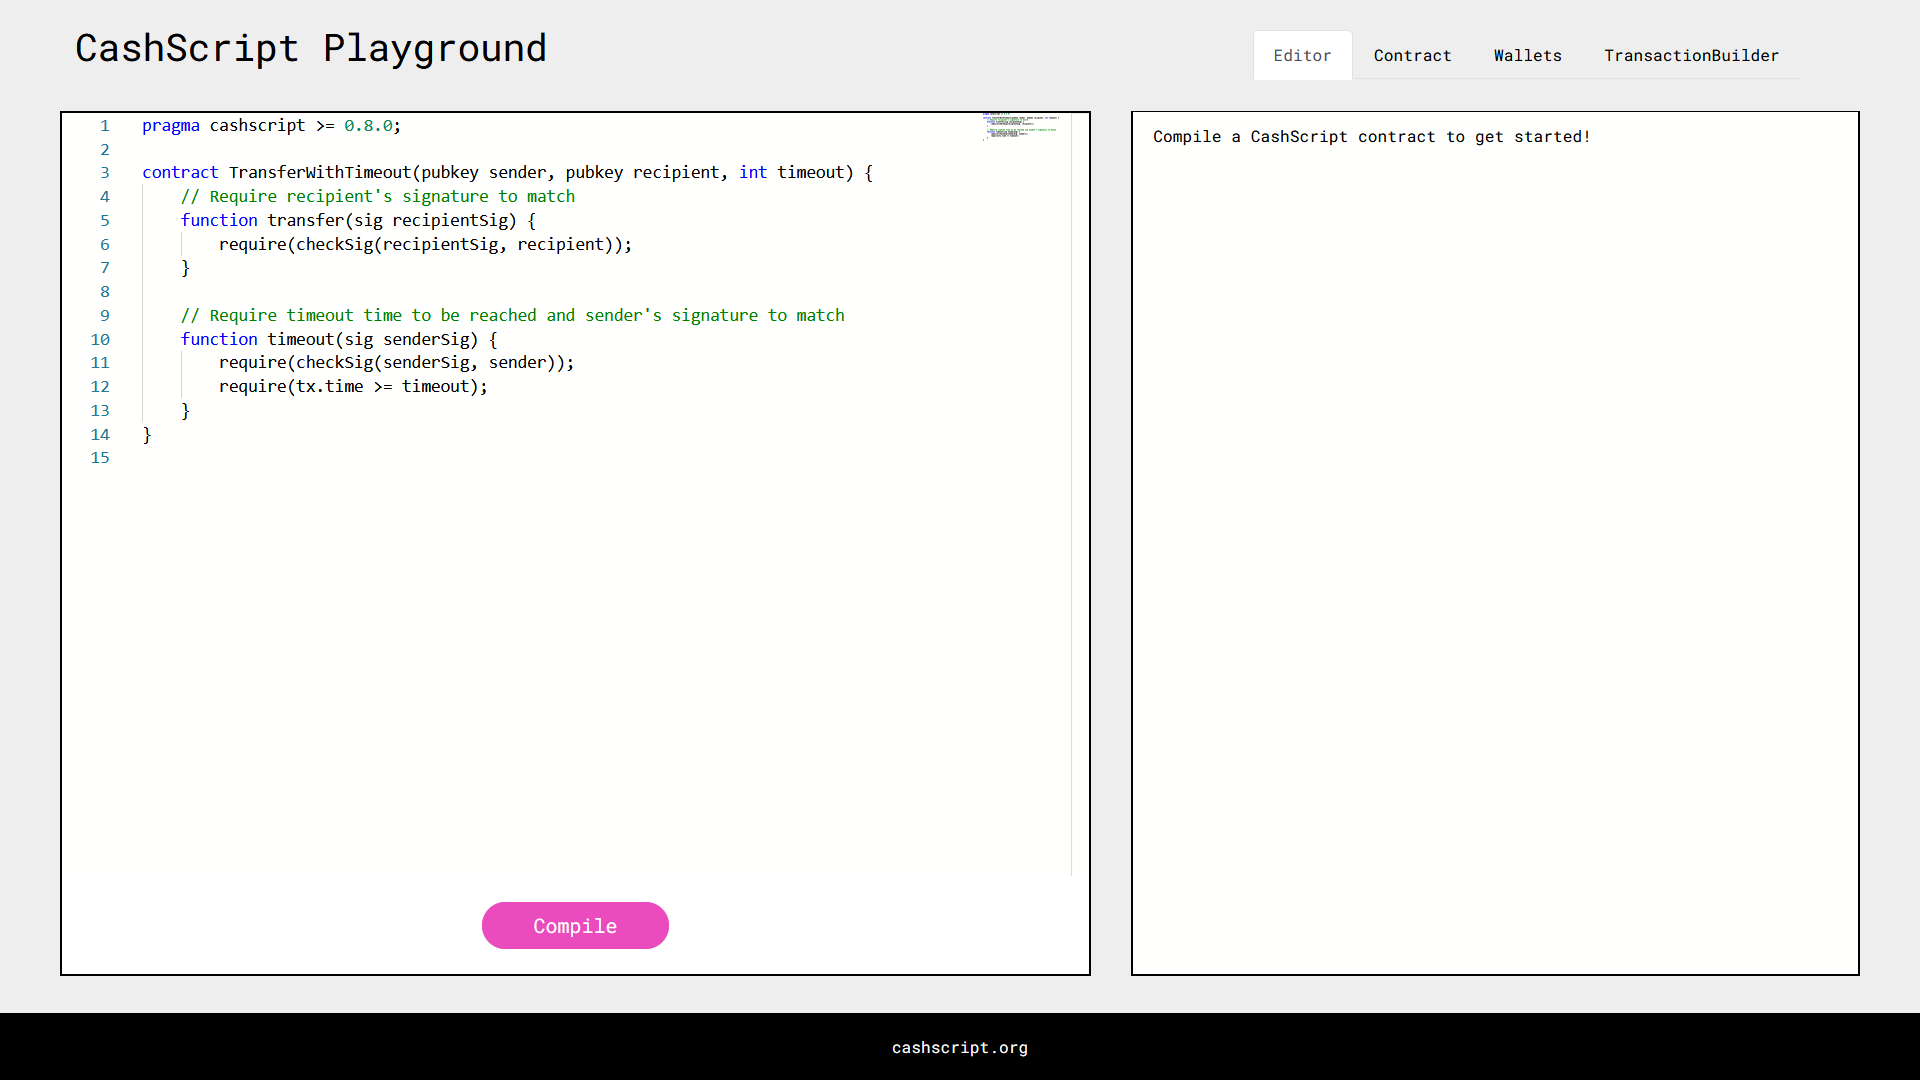 CashScript Playground
Editor Contract Wallets TransactionBuilder
1 pragma cashscript >= 0.8.0;
2
3 contract TransferWithTimeout(pubkey sender, pubkey recipient, int timeout) {
4 // Require recipient's signature to match
5 function transfer(sig recipientSig) {
6 require(checkSig(recipientSig, recipient));
7 }
8
9 // Require timeout time to be reached and sender's signature to match
10 function timeout(sig senderSig) {
11 require(checkSig(senderSig, sender));
12 require(tx.time >= timeout);
13 }
14 }
15
Compile
Compile a CashScript contract to get started!
cashscript.org